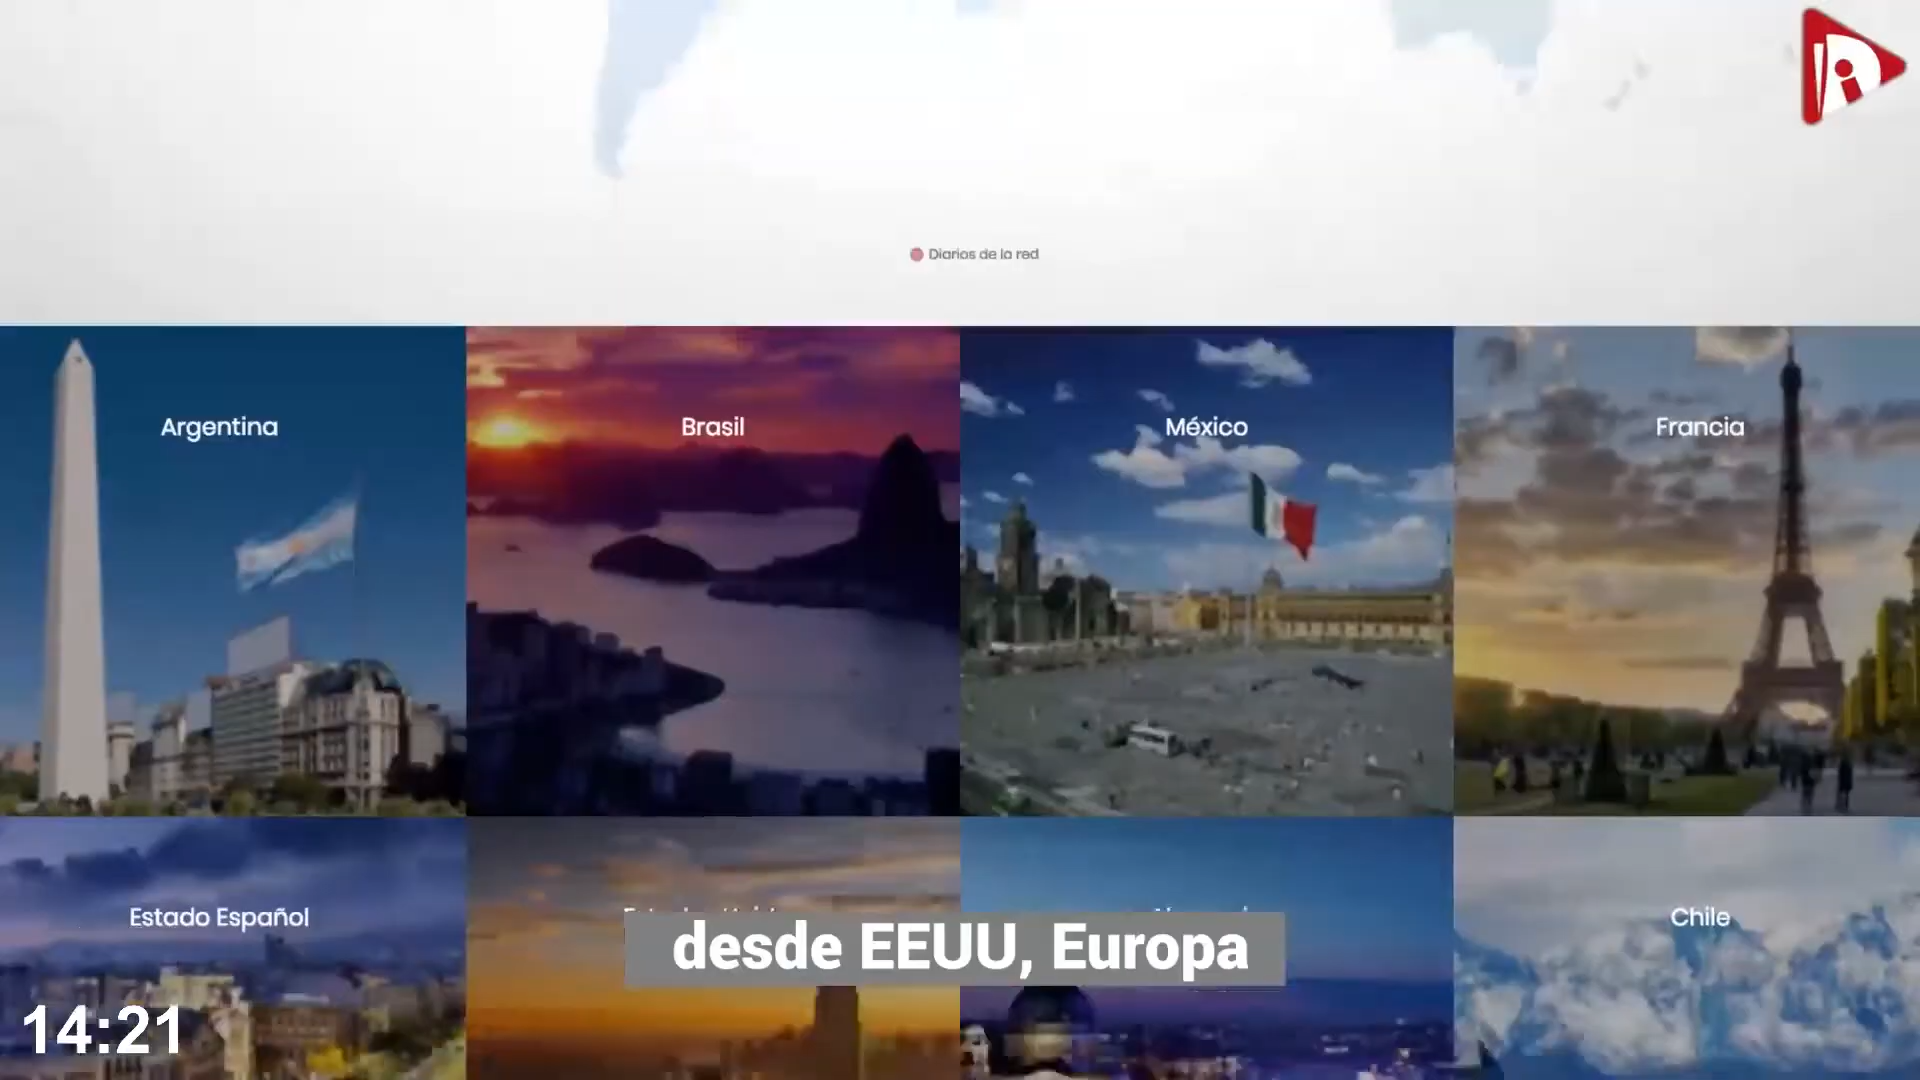 Diarios de la red
Argentina
Brasil
México
Francia
Estado Español
Chile
desde EEUU, Europa
14:21